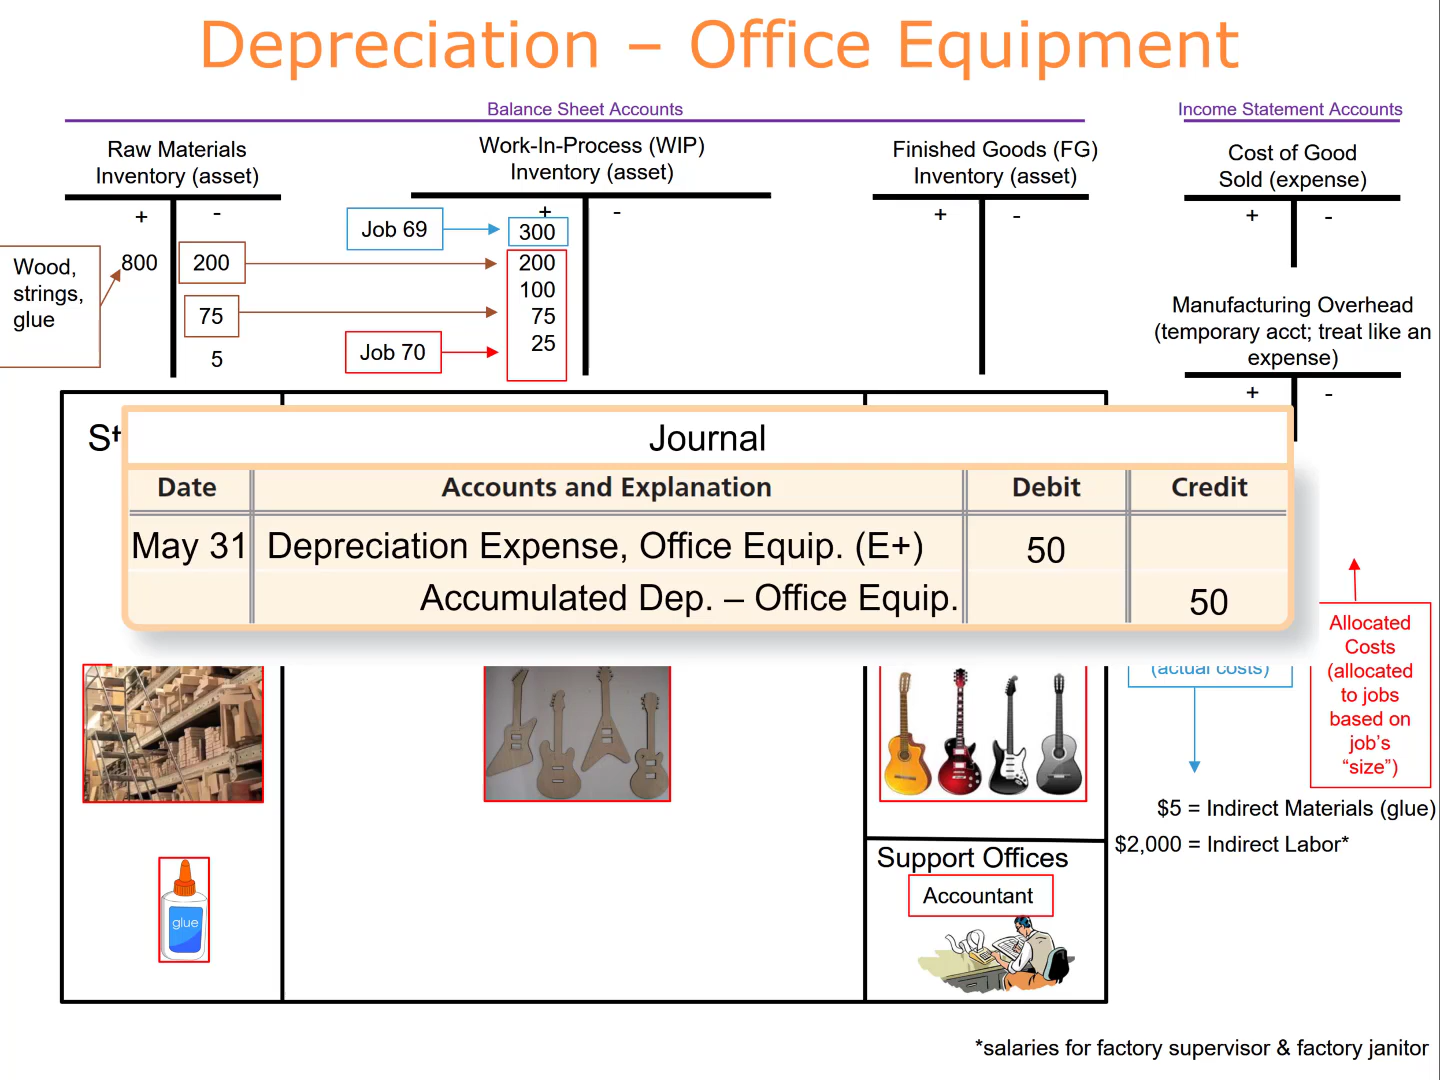 Depreciation – Office Equipment
Balance Sheet Accounts
Income Statement Accounts
Raw Materials
Inventory (asset)
Work-In-Process (WIP)
Inventory (asset)
Finished Goods (FG)
Inventory (asset)
Cost of Good
Sold (expense)
+ -
+ -
+ -
+ -
Job 69
300
Wood,
strings,
glue
800
200
200
100
75
75
Job 70
25
5
Manufacturing Overhead
(temporary acct; treat like an
expense)
+ -
Journal
Date Accounts and Explanation Debit Credit
May 31 Depreciation Expense, Office Equip. (E+) 50
Accumulated Dep. – Office Equip. 50
(actual costs)
Allocated
Costs
(allocated
to jobs
based on
job’s
“size”)
$5 = Indirect Materials (glue)
$2,000 = Indirect Labor*
Support Offices
Accountant
glue
*salaries for factory supervisor & factory janitor